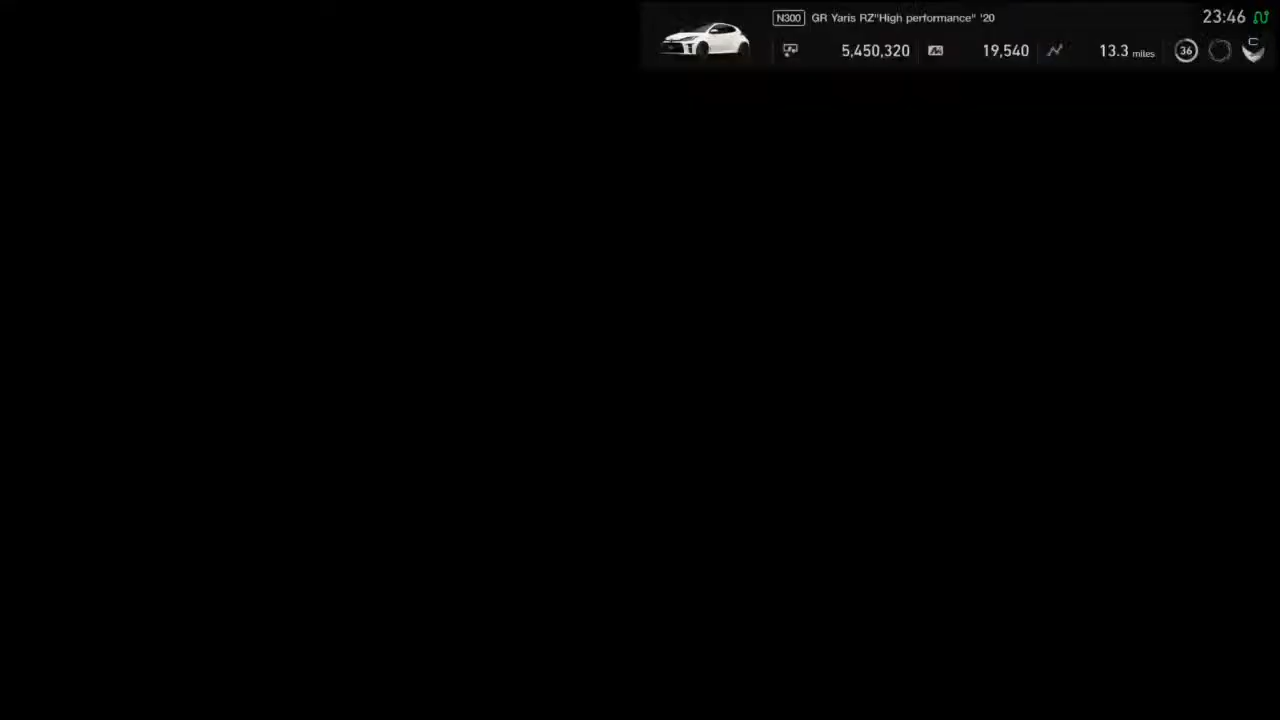 N300 GR Yaris RZ"High performance" '20 23:46
5,450,320 19,540 13.3 miles 36 C